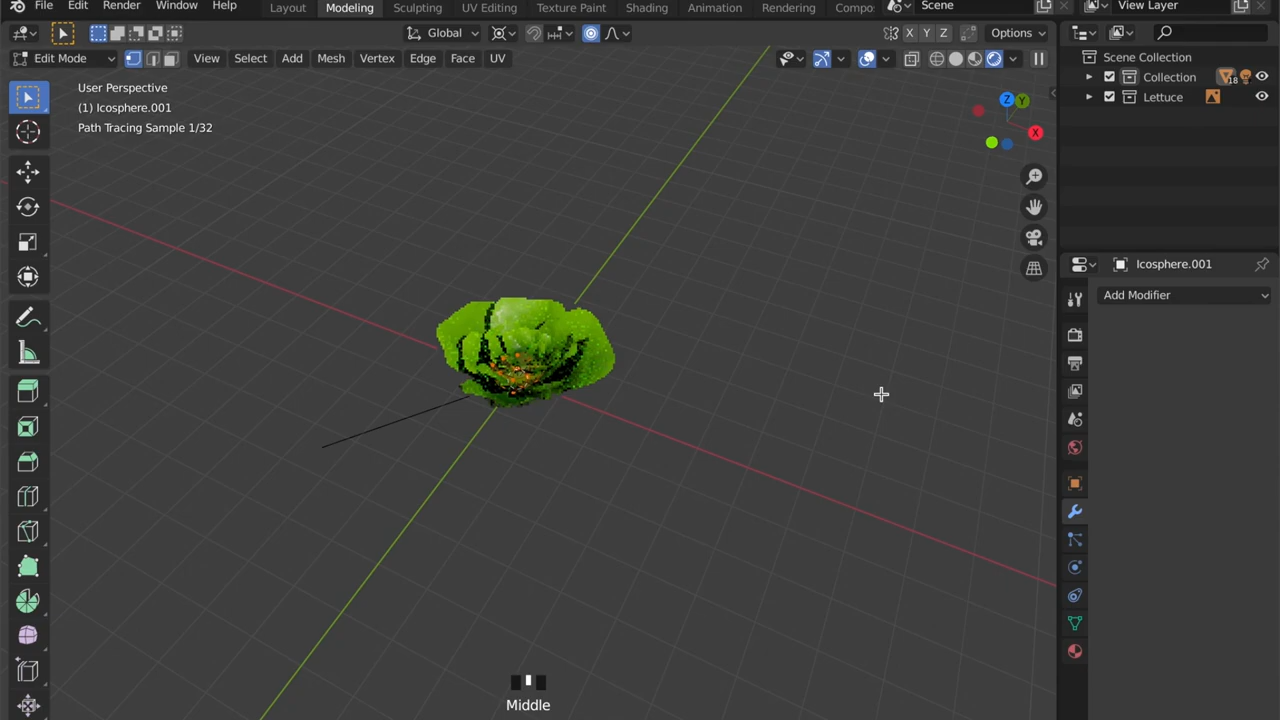 File Edit Render Window Help Layout Modeling Sculpting UV Editing Texture Paint Shading Animation Rendering Compo Scene View Layer
Global X Y Z Options
Edit Mode View Select Add Mesh Vertex Edge Face UV
Scene Collection
Collection 18
Lettuce
User Perspective
(1) Icosphere.001
Path Tracing Sample 1/32
Z Y
X
Icosphere.001
Add Modifier
Middle